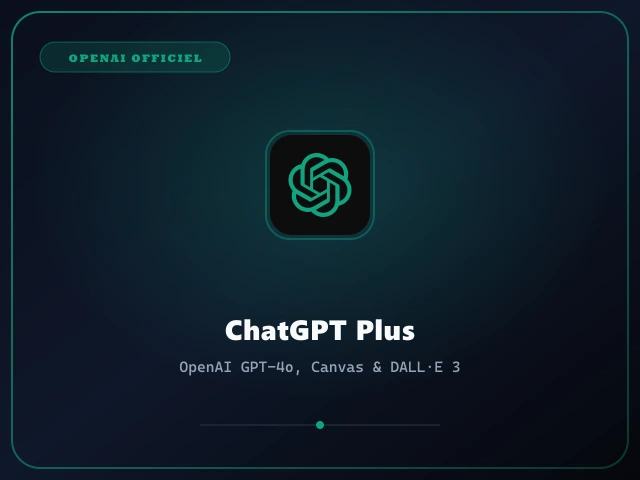 OPENAI OFFICIEL
ChatGPT Plus
OpenAI GPT-4o, Canvas & DALL·E 3